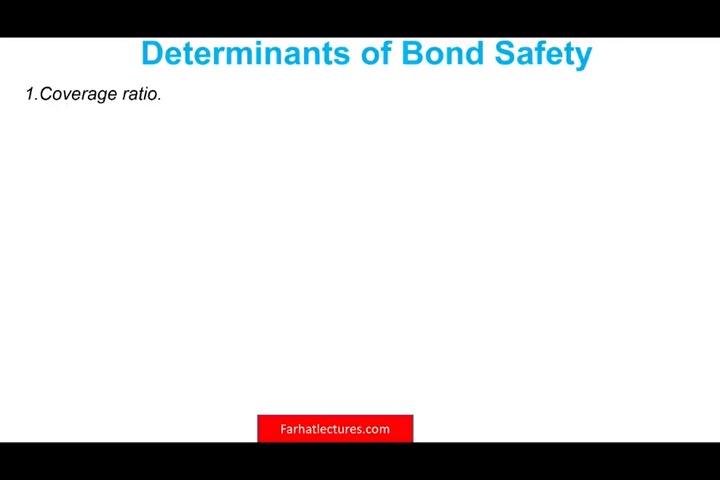 Determinants of Bond Safety
1.Coverage ratio.
Farhatlectures.com